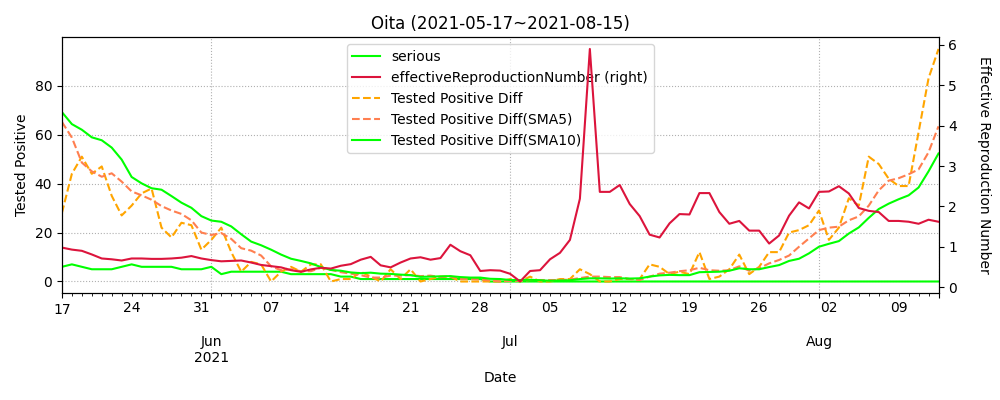 Oita (2021-05-17~2021-08-15)
serious
effectiveReproductionNumber (right)
Tested Positive Diff
Tested Positive Diff(SMA5)
Tested Positive Diff(SMA10)
Tested Positive
80
60
40
20
0
Effective Reproduction Number
6
5
4
3
2
1
0
17 24 31 07 14 21 28 05 12 19 26 02 09
Jun Jul Aug
2021
Date